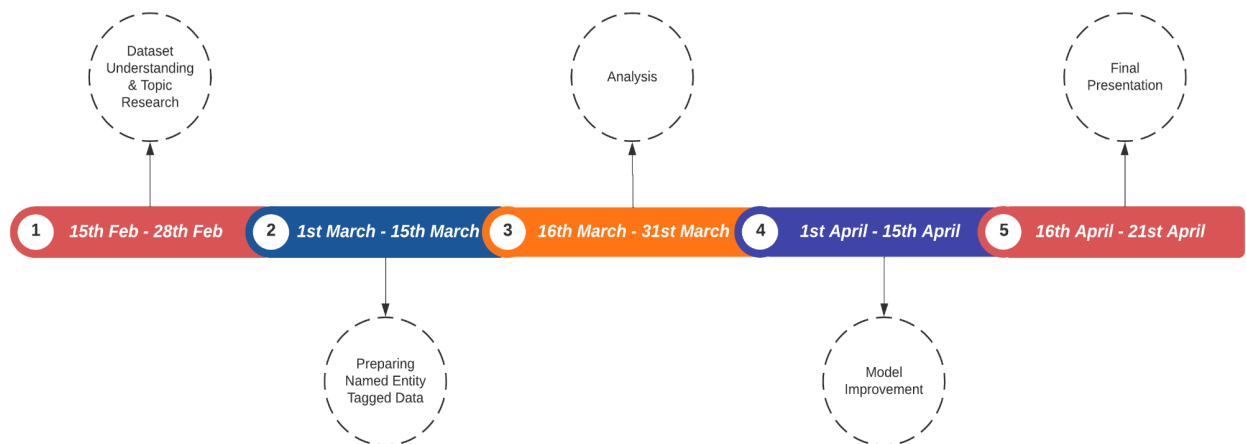 Dataset
Understanding
& Topic
Research
Analysis
Final
Presentation
1 15th Feb - 28th Feb
2 1st March - 15th March
3 16th March - 31st March
4 1st April - 15th April
5 16th April - 21st April
Preparing
Named Entity
Tagged Data
Model
Improvement